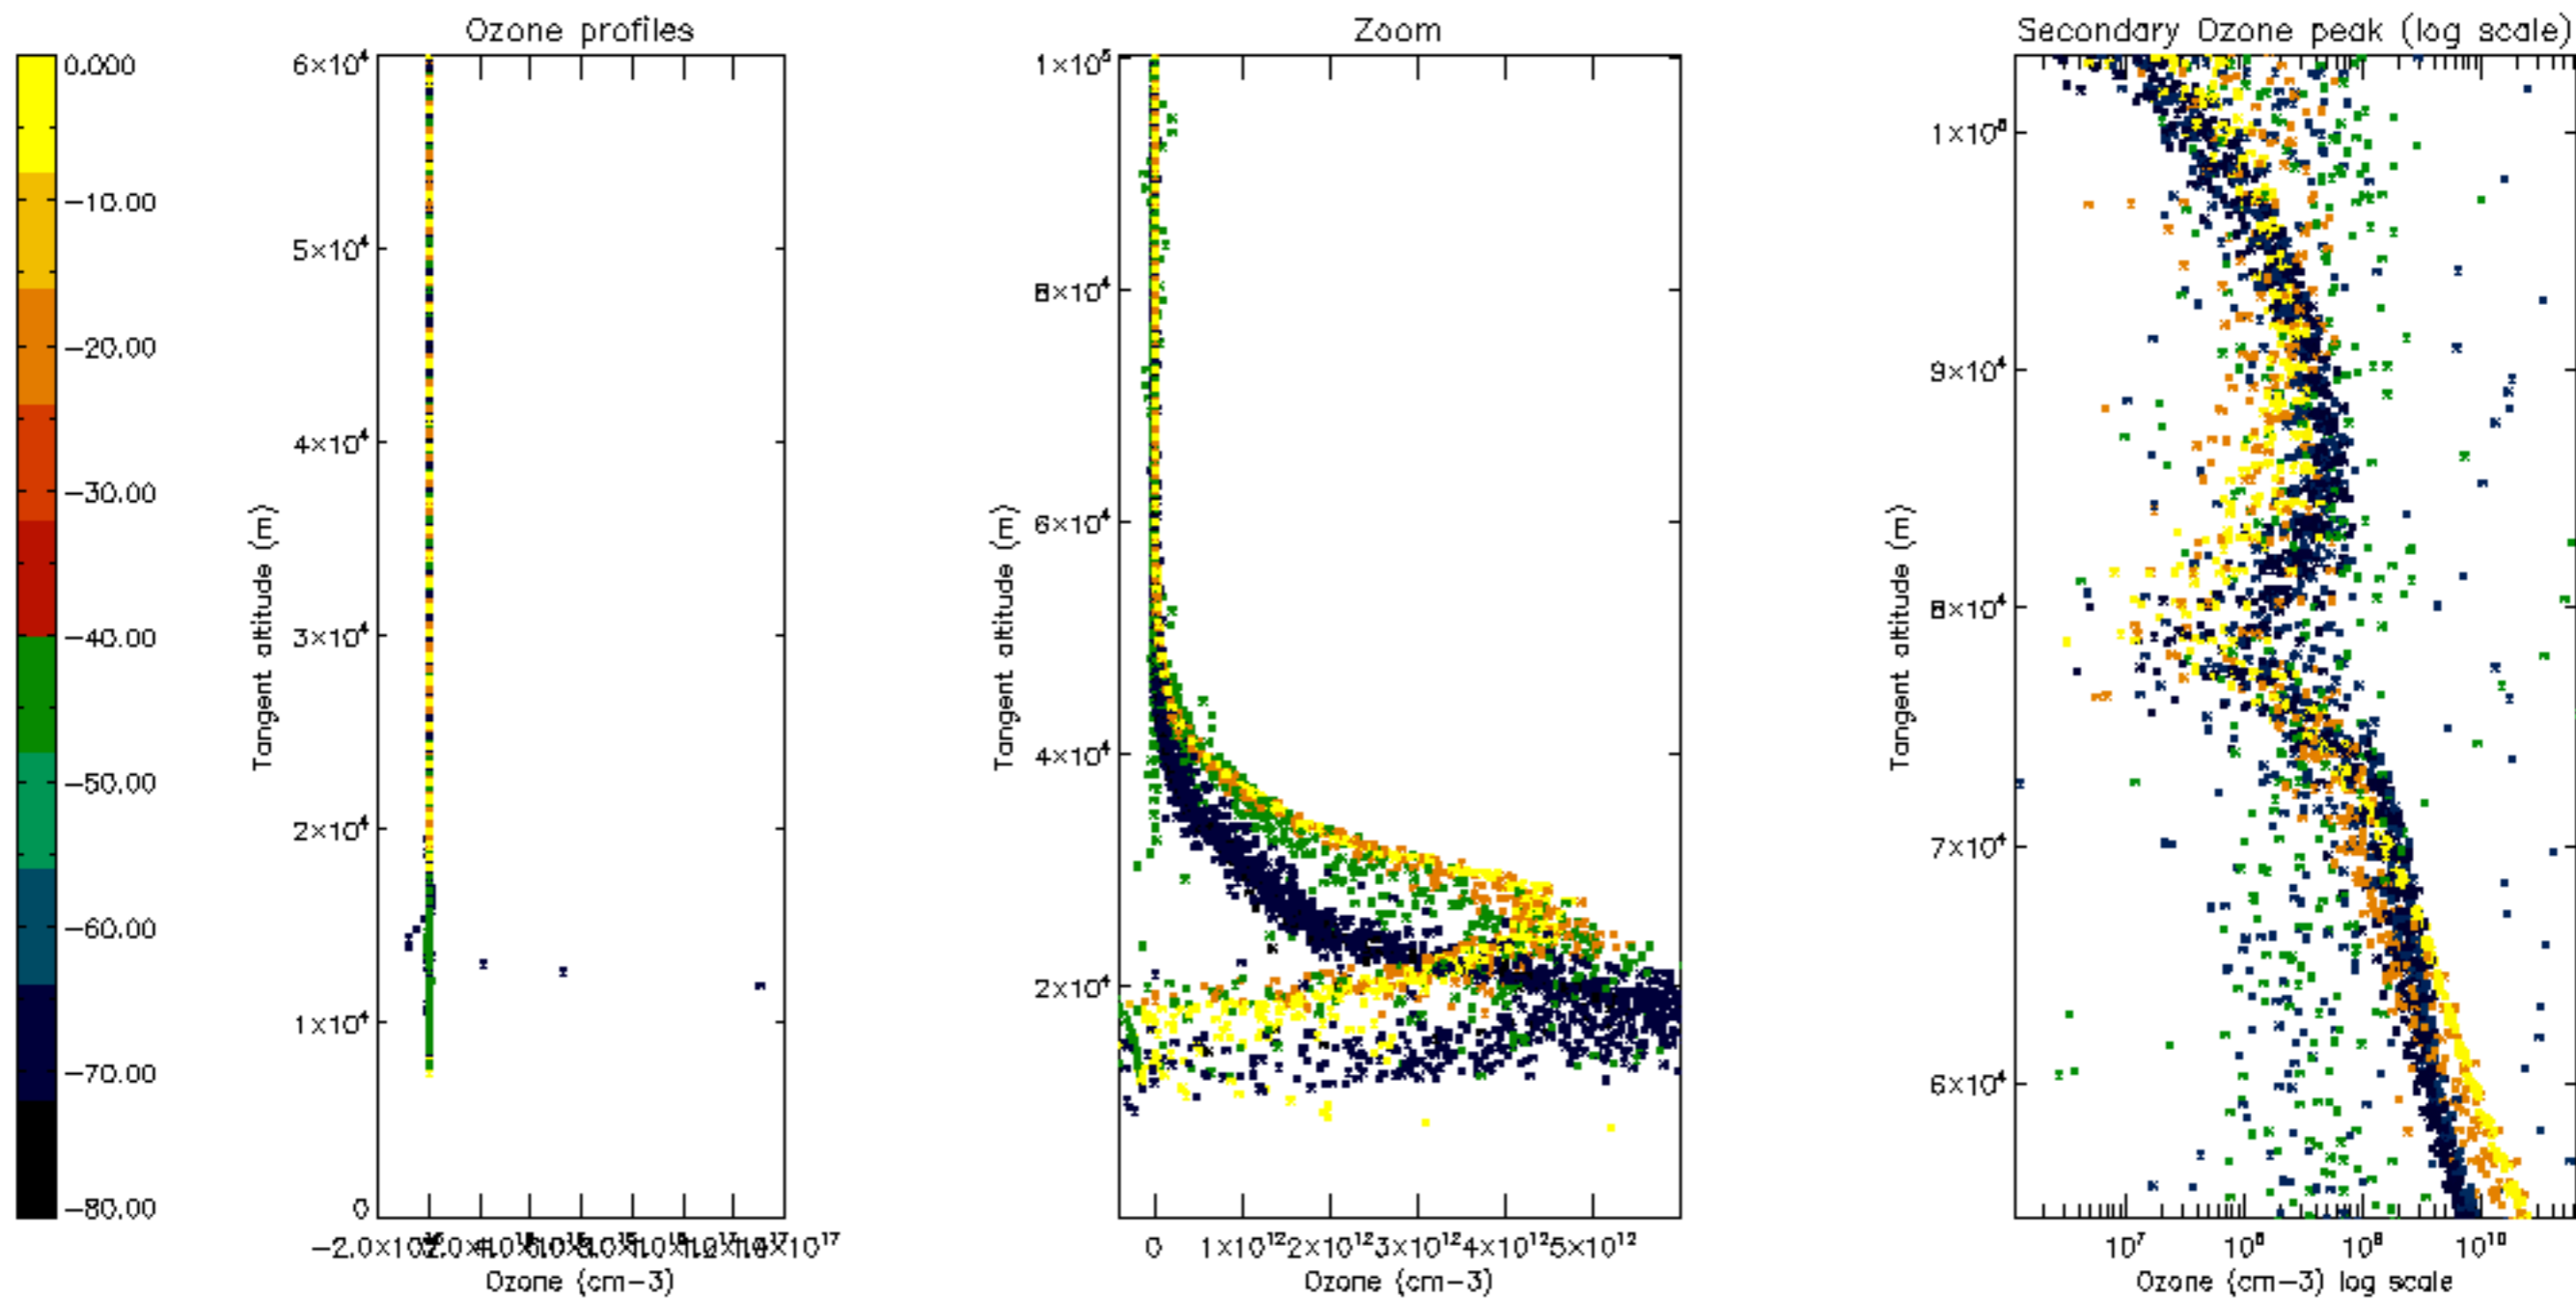 Ozone profiles
Zoom
Secondary Ozone peak (log scale)
0.000
−10.00
−20.00
−30.00
−40.00
−50.00
−60.00
−70.00
−80.00
6×10⁴
5×10⁴
4×10⁴
3×10⁴
2×10⁴
1×10⁴
0
Tangent altitude (m)
Ozone (cm−3)
1×10⁵
8×10⁴
6×10⁴
4×10⁴
2×10⁴
Tangent altitude (m)
0 1×10¹² 2×10¹² 3×10¹² 4×10¹² 5×10¹²
Ozone (cm−3)
9×10⁴
8×10⁴
7×10⁴
6×10⁴
Tangent altitude (m)
10⁷ 10⁸ 10⁹ 10¹⁰
Ozone (cm−3) log scale